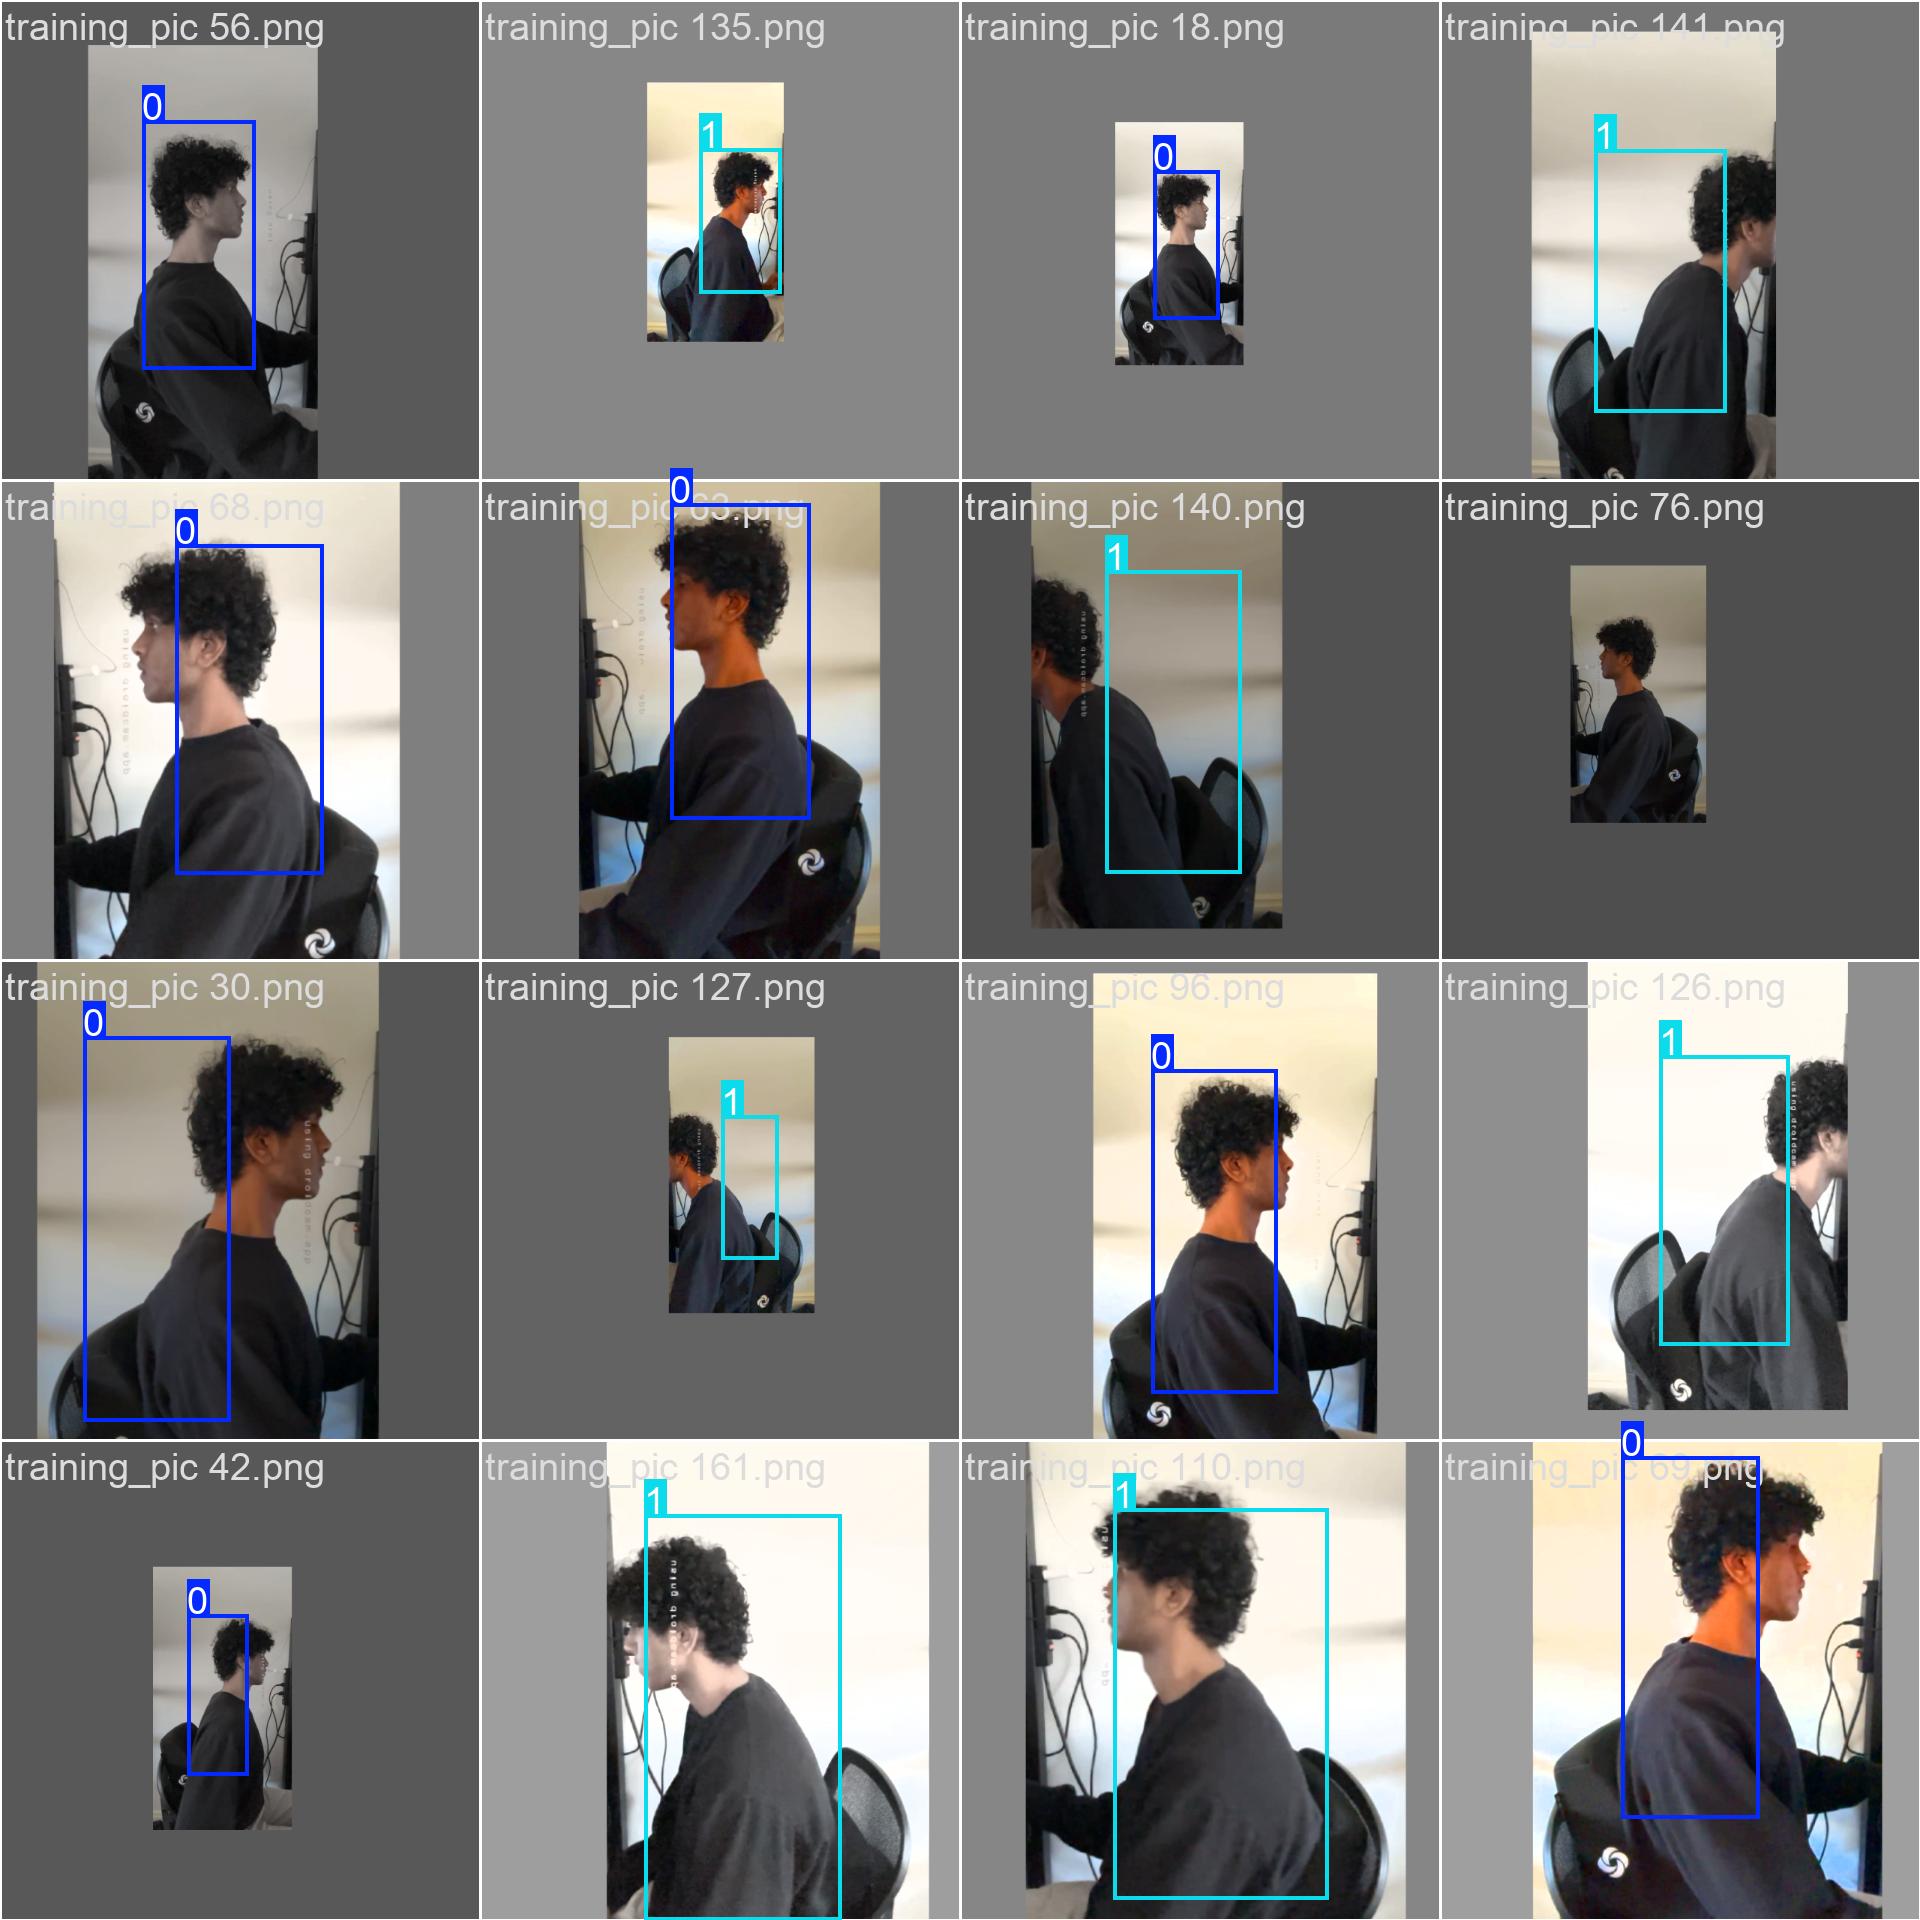 training_pic 56.png
0
training_pic 135.png
1
training_pic 18.png
0
training_pic 141.png
1
training_pic 68.png
0
training_pic 63.png
0
training_pic 140.png
1
training_pic 76.png
training_pic 30.png
0
using droidcam.app
training_pic 127.png
1
training_pic 96.png
0
training_pic 126.png
1
training_pic 42.png
0
training_pic 161.png
1
training_pic 110.png
1
training_pic 69.png
0